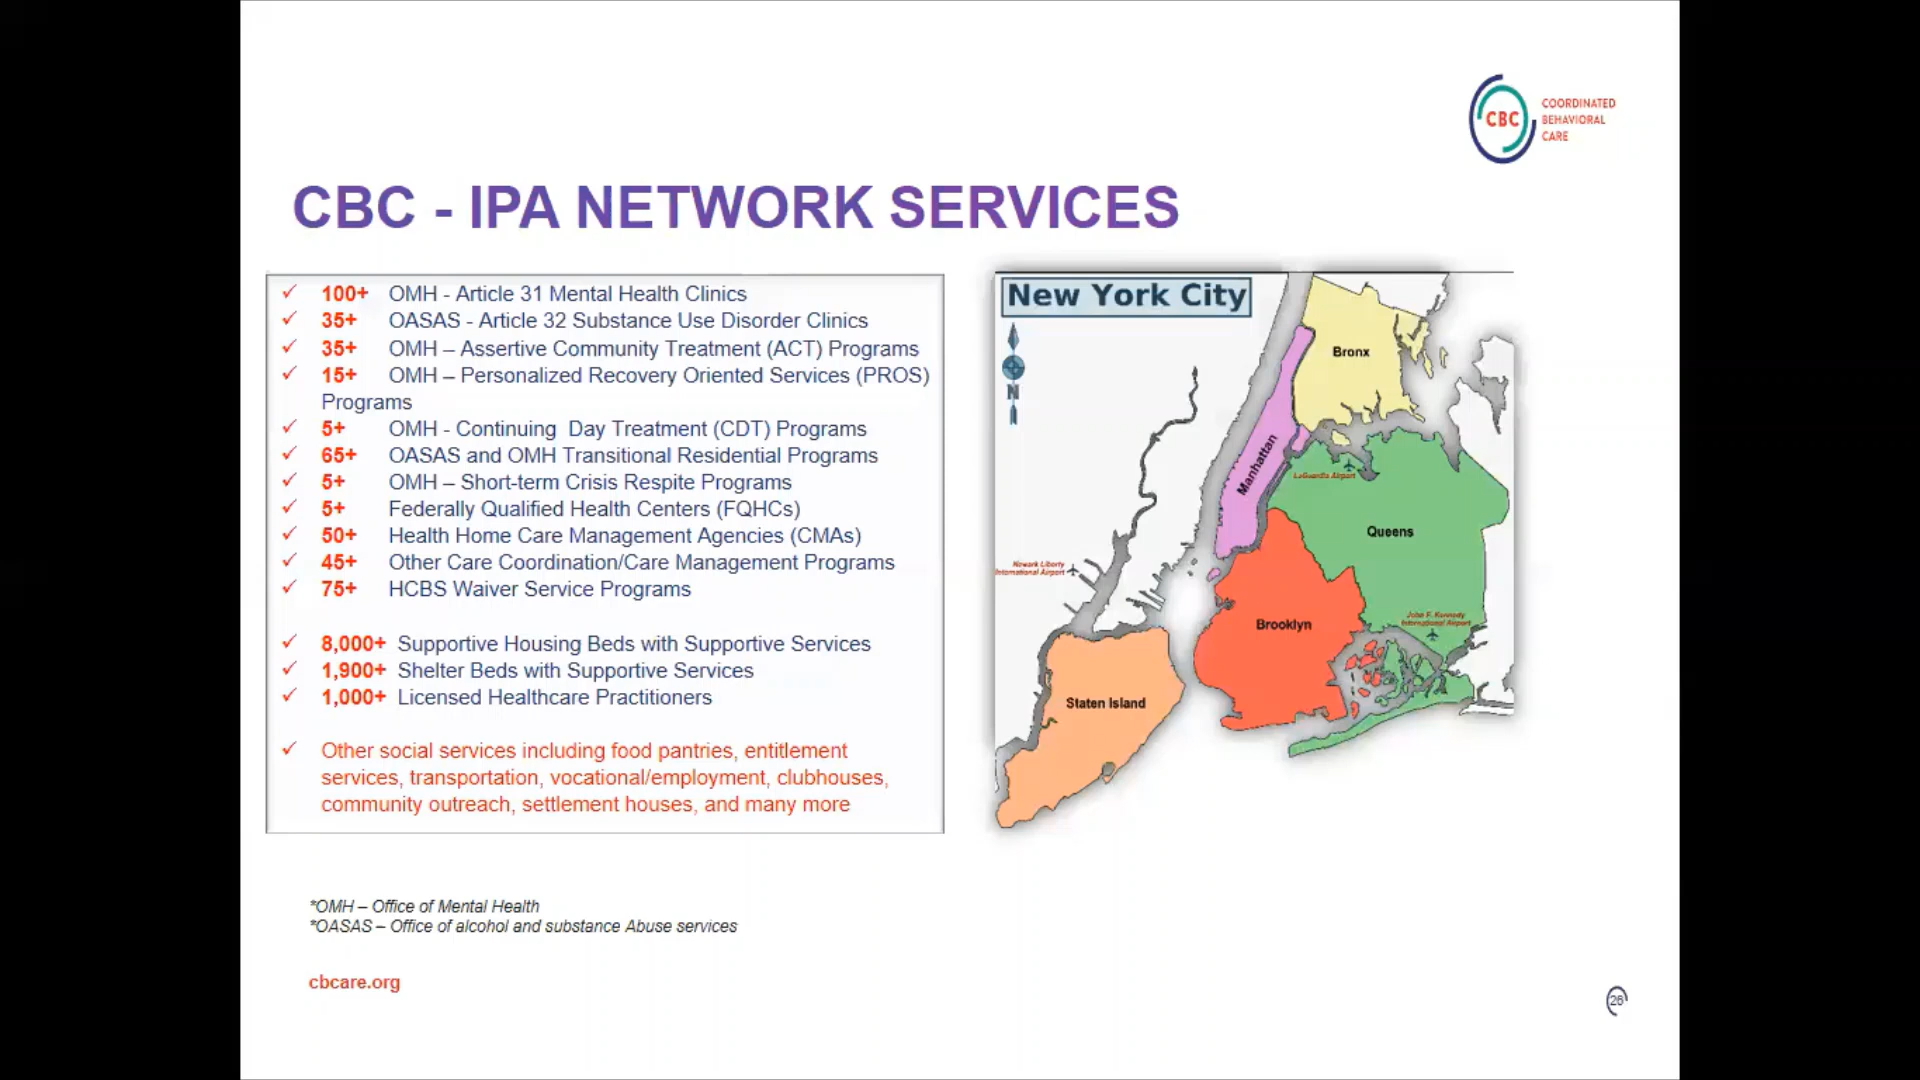 CBC
COORDINATED
BEHAVIORAL
CARE
CBC - IPA NETWORK SERVICES
✓ 100+ OMH - Article 31 Mental Health Clinics
✓ 35+ OASAS - Article 32 Substance Use Disorder Clinics
✓ 35+ OMH – Assertive Community Treatment (ACT) Programs
✓ 15+ OMH – Personalized Recovery Oriented Services (PROS)
Programs
✓ 5+ OMH - Continuing Day Treatment (CDT) Programs
✓ 65+ OASAS and OMH Transitional Residential Programs
✓ 5+ OMH – Short-term Crisis Respite Programs
✓ 5+ Federally Qualified Health Centers (FQHCs)
✓ 50+ Health Home Care Management Agencies (CMAs)
✓ 45+ Other Care Coordination/Care Management Programs
✓ 75+ HCBS Waiver Service Programs
✓ 8,000+ Supportive Housing Beds with Supportive Services
✓ 1,900+ Shelter Beds with Supportive Services
✓ 1,000+ Licensed Healthcare Practitioners
✓ Other social services including food pantries, entitlement
services, transportation, vocational/employment, clubhouses,
community outreach, settlement houses, and many more
New York City
N
Bronx
Manhattan
LaGuardia Airport
Queens
Newark Liberty
International Airport
John F. Kennedy
International Airport
Brooklyn
Staten Island
*OMH – Office of Mental Health
*OASAS – Office of alcohol and substance Abuse services
cbcare.org
26